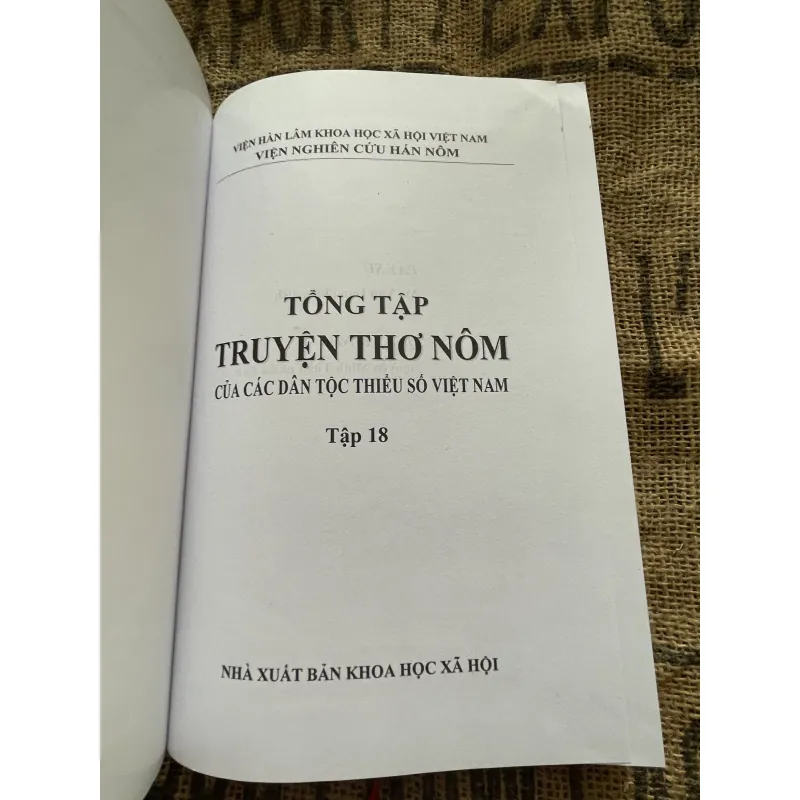 VIỆN HÀN LÂM KHOA HỌC XÃ HỘI VIỆT NAM
VIỆN NGHIÊN CỨU HÁN NÔM
TỔNG TẬP
TRUYỆN THƠ NÔM
CỦA CÁC DÂN TỘC THIỂU SỐ VIỆT NAM
Tập 18
NHÀ XUẤT BẢN KHOA HỌC XÃ HỘI